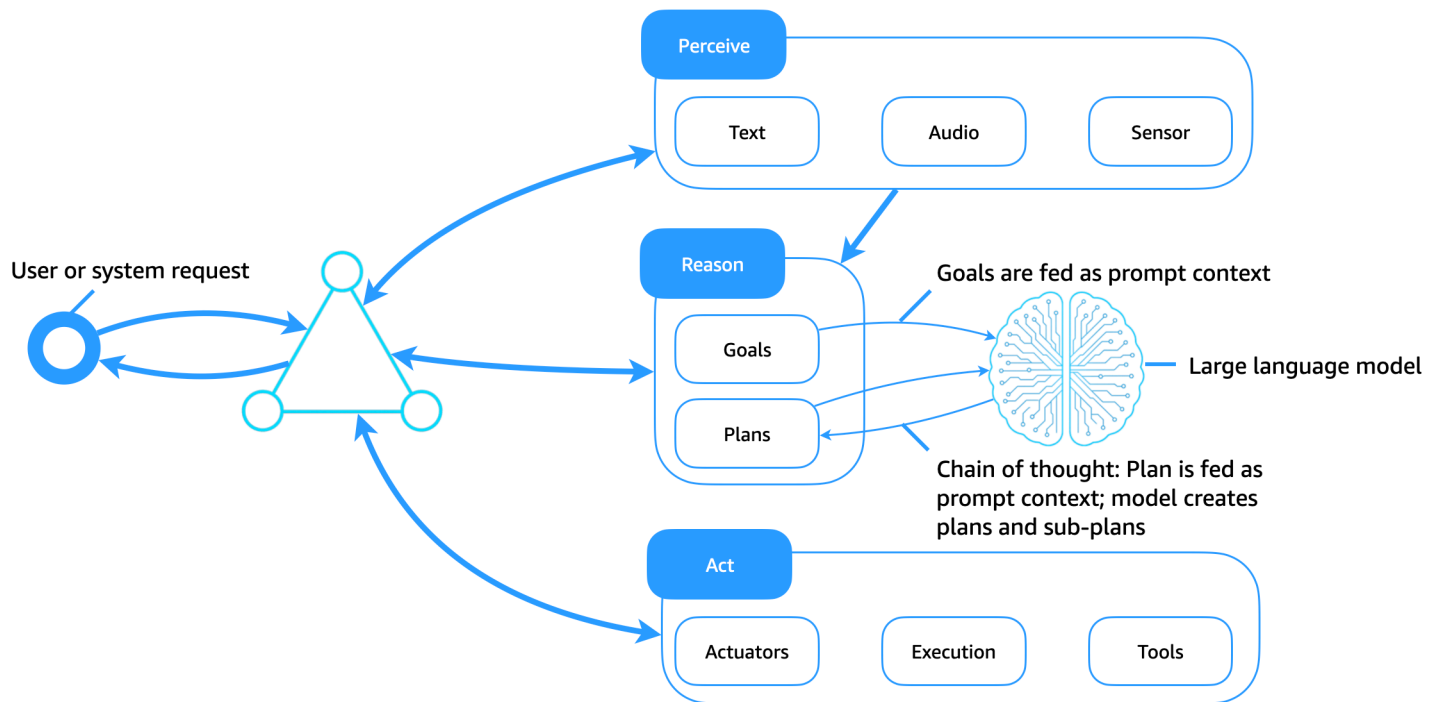 Perceive
Text
Audio
Sensor
User or system request
Reason
Goals are fed as prompt context
Goals
Large language model
Plans
Chain of thought: Plan is fed as
prompt context; model creates
plans and sub-plans
Act
Actuators
Execution
Tools